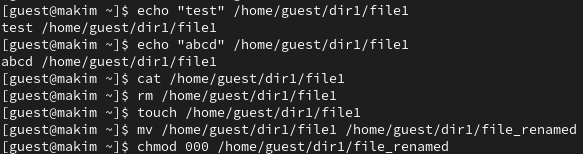 [guest@makim ~]$ echo "test" /home/guest/dir1/file1
test /home/guest/dir1/file1
[guest@makim ~]$ echo "abcd" /home/guest/dir1/file1
abcd /home/guest/dir1/file1
[guest@makim ~]$ cat /home/guest/dir1/file1
[guest@makim ~]$ rm /home/guest/dir1/file1
[guest@makim ~]$ touch /home/guest/dir1/file1
[guest@makim ~]$ mv /home/guest/dir1/file1 /home/guest/dir1/file_renamed
[guest@makim ~]$ chmod 000 /home/guest/dir1/file_renamed